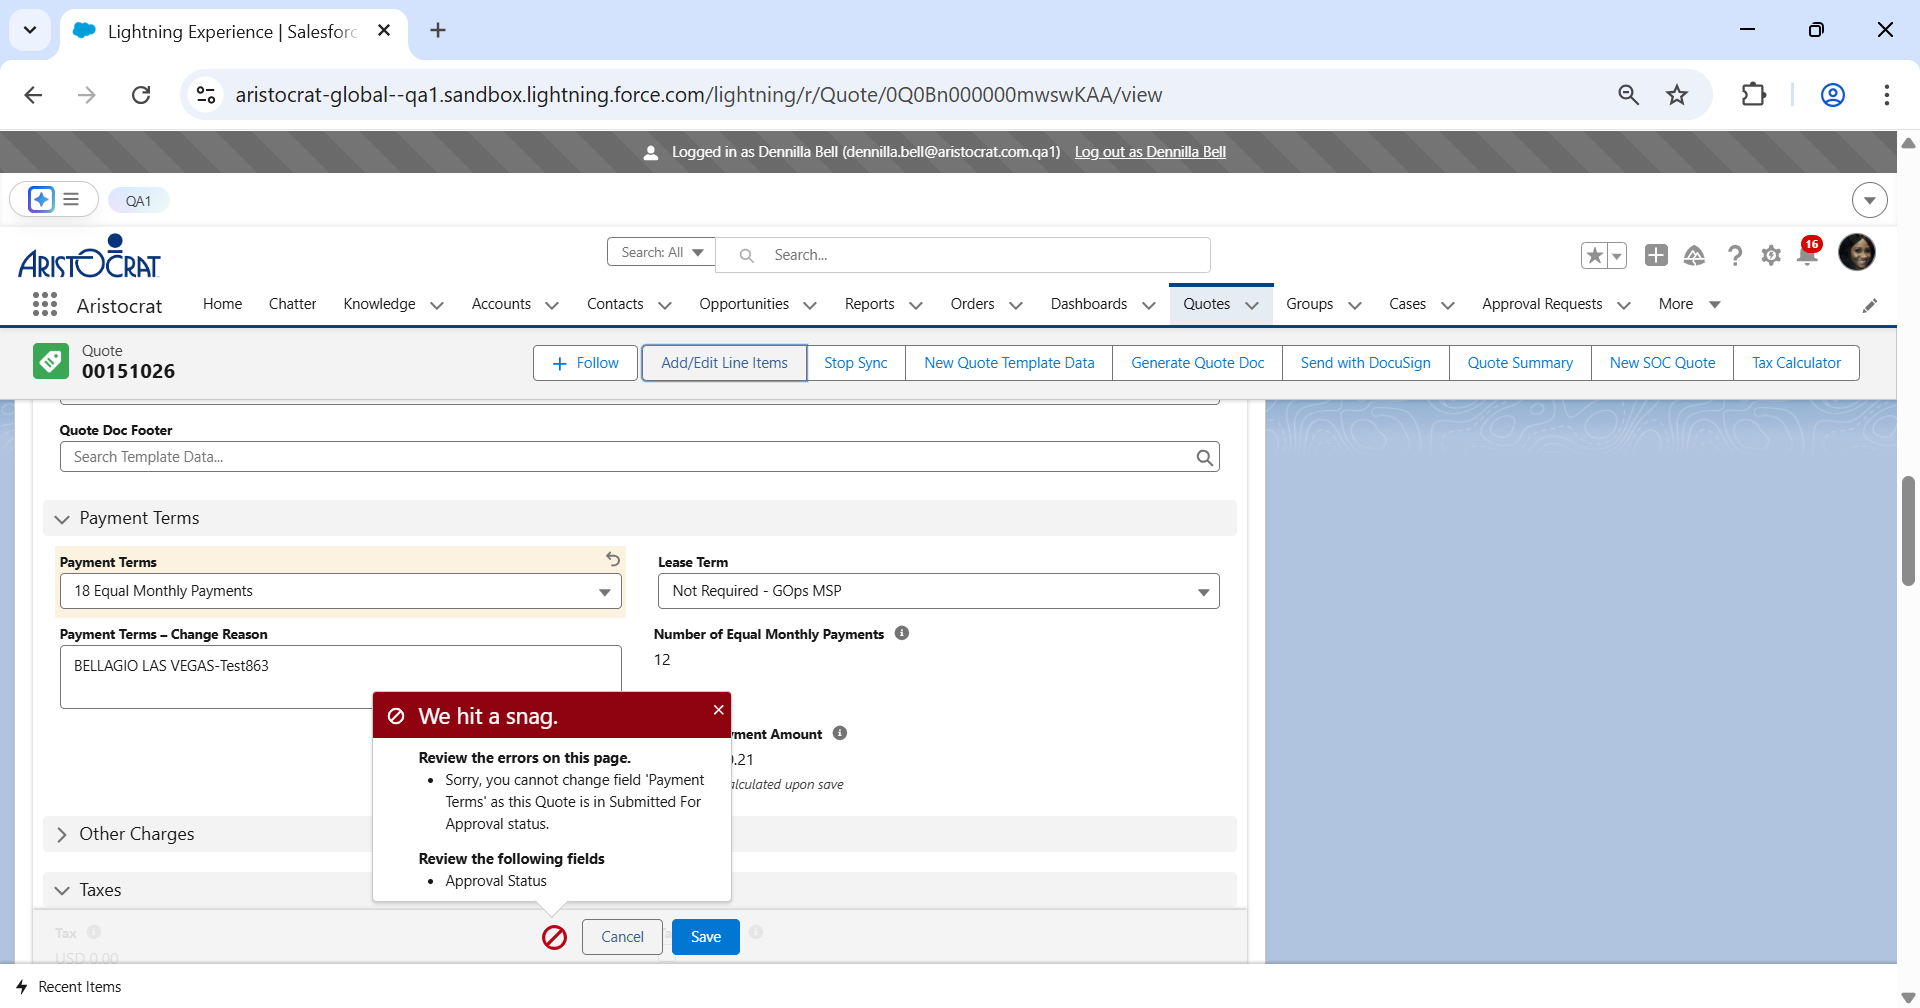 Lightning Experience | Salesforc
aristocrat-global--qa1.sandbox.lightning.force.com/lightning/r/Quote/0Q0Bn000000mwswKAA/view
Logged in as Dennilla Bell (dennilla.bell@aristocrat.com.qa1) Log out as Dennilla Bell
QA1
ARISTOCRAT
Search: All
Search...
16
Aristocrat
Home Chatter Knowledge Accounts Contacts Opportunities Reports Orders Dashboards Quotes Groups Cases Approval Requests More
Quote
00151026
Follow Add/Edit Line Items Stop Sync New Quote Template Data Generate Quote Doc Send with DocuSign Quote Summary New SOC Quote Tax Calculator
Quote Doc Footer
Search Template Data...
Payment Terms
Payment Terms
18 Equal Monthly Payments
Lease Term
Not Required - GOps MSP
Payment Terms – Change Reason
BELLAGIO LAS VEGAS-Test863
Number of Equal Monthly Payments
12
We hit a snag.
Review the errors on this page.
Sorry, you cannot change field 'Payment
Terms' as this Quote is in Submitted For
Approval status.
Review the following fields
Approval Status
Amount
.21
upon save
Other Charges
Taxes
Tax
USD 0.00
Cancel Save
Recent Items